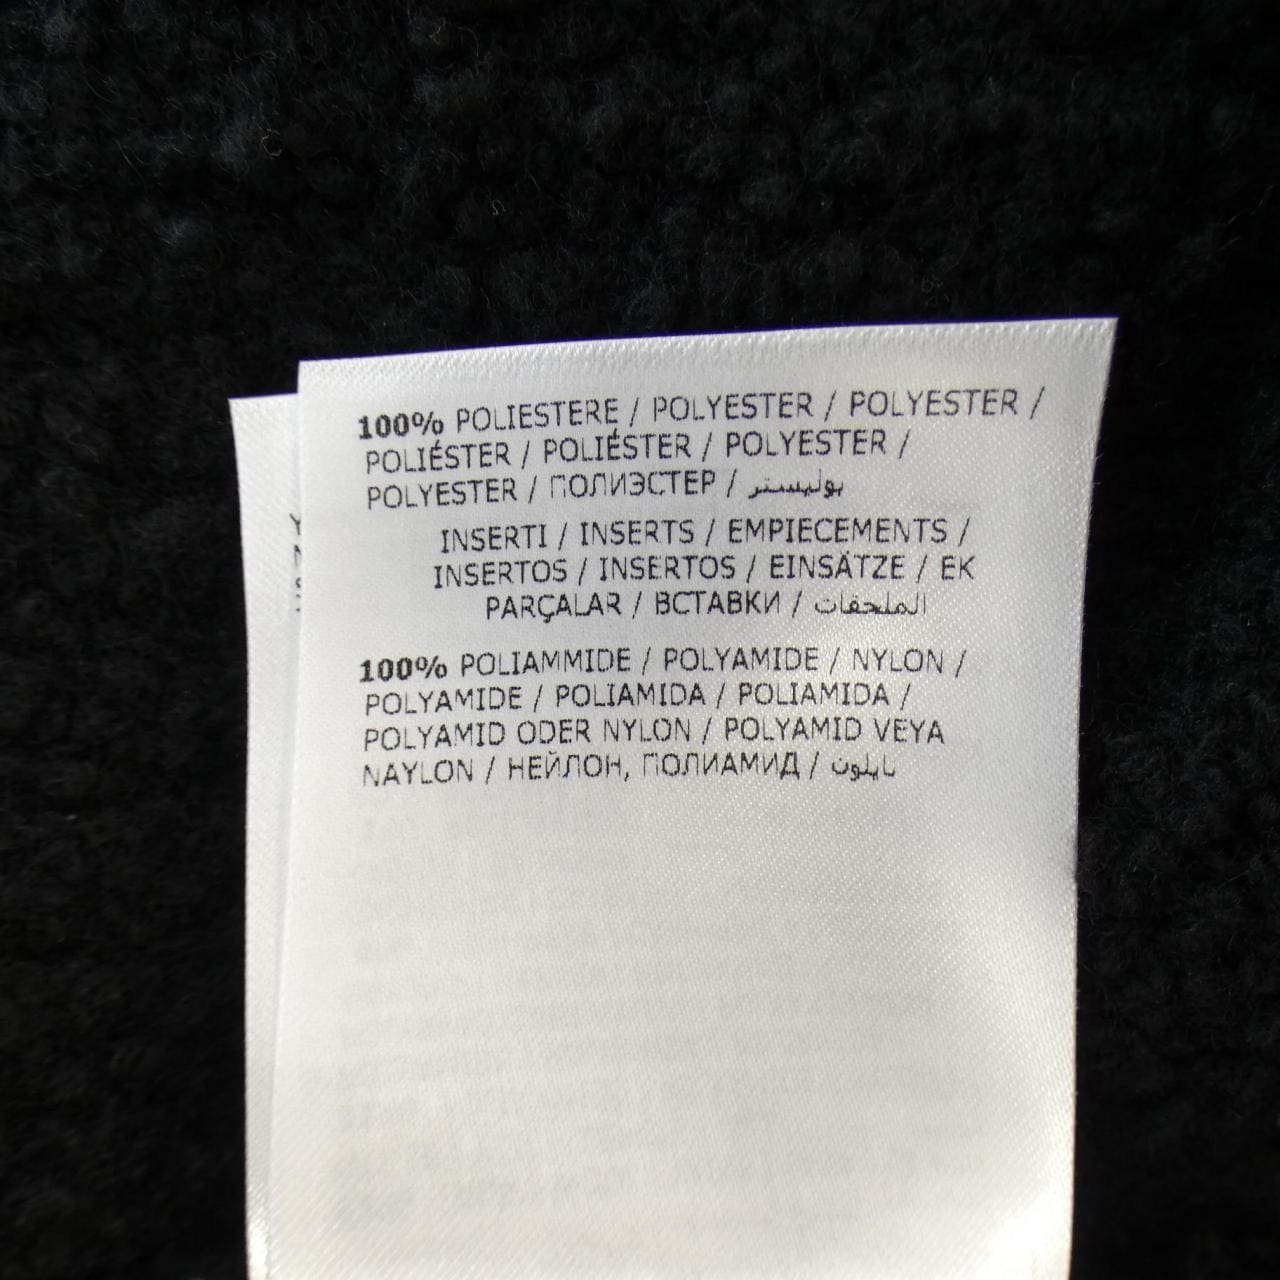 100% POLIESTERE / POLYESTER / POLYESTER /
POLIÉSTER / POLIÉSTER / POLYESTER /
POLYESTER / ПОЛИЭСТЕР / بوليستر
INSERTI / INSERTS / EMPIECEMENTS /
INSERTOS / INSERTOS / EINSÄTZE / EK
PARÇALAR / ВСТАВКИ / الملحقات
100% POLIAMMIDE / POLYAMIDE / NYLON /
POLYAMIDE / POLIAMIDA / POLIAMIDA /
POLYAMID ODER NYLON / POLYAMID VEYA
NAYLON / НЕЙЛОН, ПОЛИАМИД / نايلون